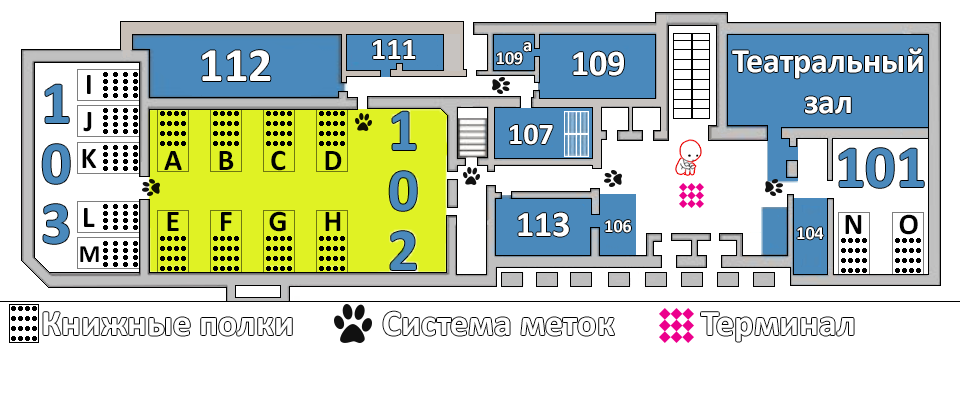 112
111
109а
109
Театральный
зал
107
101
103
102
I
J
K
L
M
A
B
C
D
E
F
G
H
113
106
104
N
O
Книжные полки
Система меток
Терминал